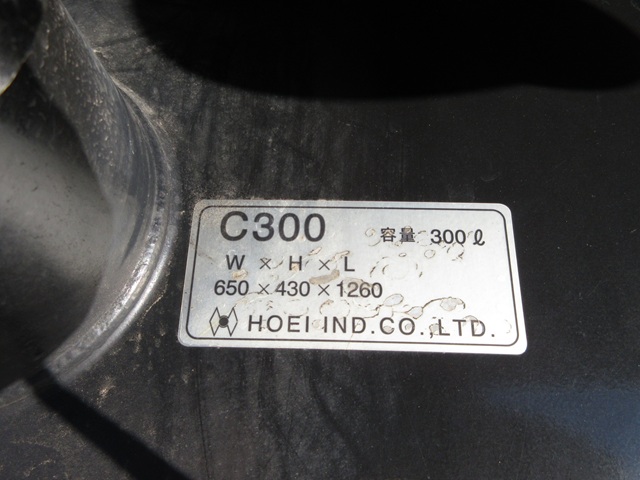 C300 容量 300ℓ
W × H × L
650 × 430 × 1260
HOEI IND.CO.,LTD.